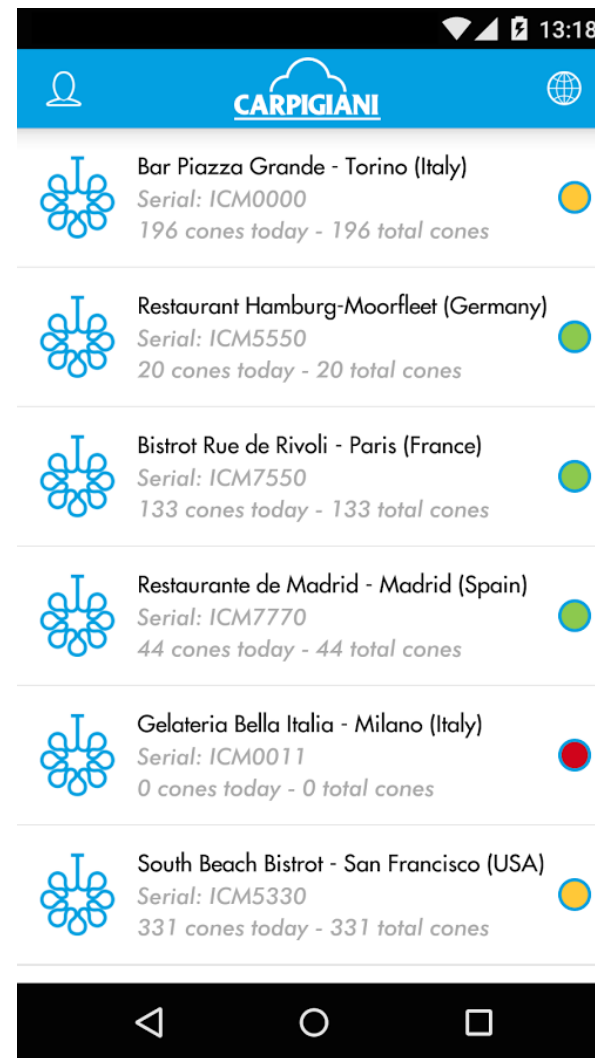 13:18
CARPIGIANI
Bar Piazza Grande - Torino (Italy)
Serial: ICM0000
196 cones today - 196 total cones
Restaurant Hamburg-Moorfleet (Germany)
Serial: ICM5550
20 cones today - 20 total cones
Bistrot Rue de Rivoli - Paris (France)
Serial: ICM7550
133 cones today - 133 total cones
Restaurante de Madrid - Madrid (Spain)
Serial: ICM7770
44 cones today - 44 total cones
Gelateria Bella Italia - Milano (Italy)
Serial: ICM0011
0 cones today - 0 total cones
South Beach Bistrot - San Francisco (USA)
Serial: ICM5330
331 cones today - 331 total cones